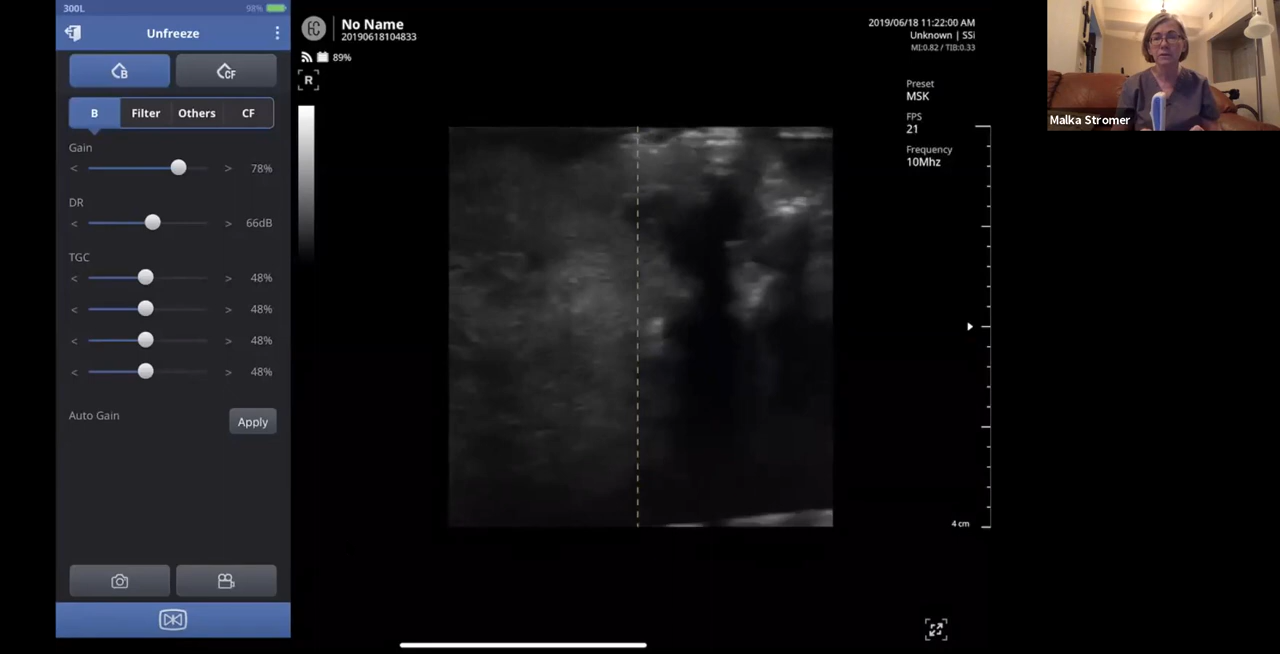 300L
98%
Unfreeze
B
CF
B Filter Others CF
Gain
< > 78%
DR
< > 66dB
TGC
< > 48%
< > 48%
< > 48%
< > 48%
Auto Gain
Apply
EC
No Name
20190618104833
89%
R
2019/06/18 11:22:00 AM
Unknown | SSi
MI:0.82 / TIB:0.33
Preset
MSK
FPS
21
Frequency
10Mhz
4 cm
Malka Stromer